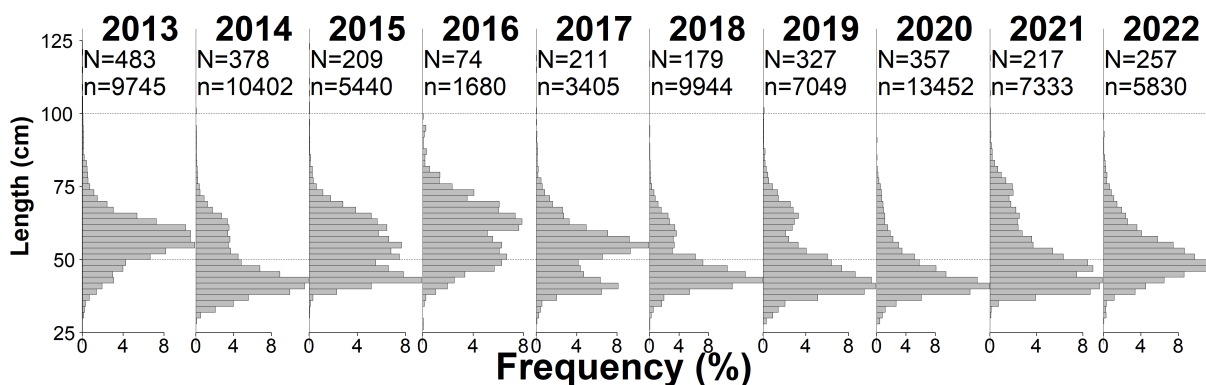 2013 2014 2015 2016 2017 2018 2019 2020 2021 2022
N=483 N=378 N=209 N=74 N=211 N=179 N=327 N=357 N=217 N=257
n=9745 n=10402 n=5440 n=1680 n=3405 n=9944 n=7049 n=13452 n=7333 n=5830
125
100
75
50
25
Length (cm)
0 4 8 0 4 8 0 4 8 0 4 8 0 4 8 0 4 8 0 4 8 0 4 8 0 4 8 0 4 8
Frequency (%)